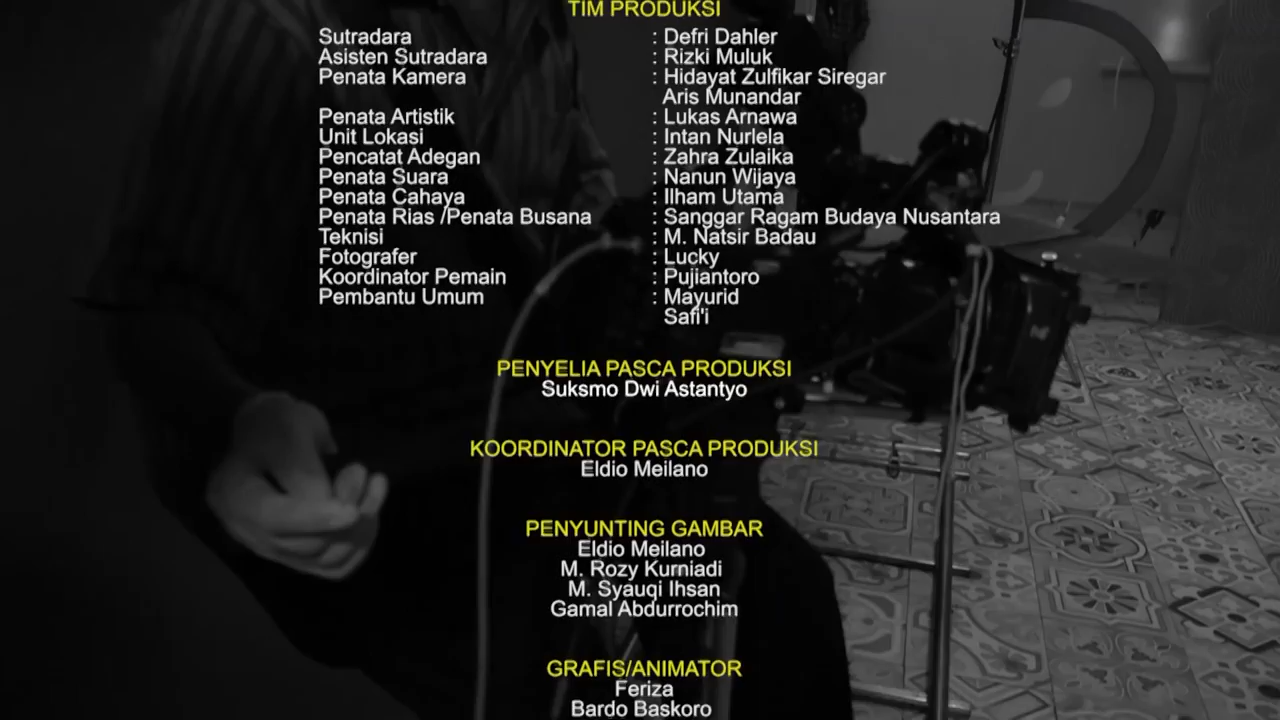 TIM PRODUKSI
Sutradara : Defri Dahler
Asisten Sutradara : Rizki Muluk
Penata Kamera : Hidayat Zulfikar Siregar
Aris Munandar
Penata Artistik : Lukas Arnawa
Unit Lokasi : Intan Nurlela
Pencatat Adegan : Zahra Zulaika
Penata Suara : Nanun Wijaya
Penata Cahaya : Ilham Utama
Penata Rias /Penata Busana : Sanggar Ragam Budaya Nusantara
Teknisi : M. Natsir Badau
Fotografer : Lucky
Koordinator Pemain : Pujiantoro
Pembantu Umum : Mayurid
Safi'i
PENYELIA PASCA PRODUKSI
Suksmo Dwi Astantyo
KOORDINATOR PASCA PRODUKSI
Eldio Meilano
PENYUNTING GAMBAR
Eldio Meilano
M. Rozy Kurniadi
M. Syauqi Ihsan
Gamal Abdurrochim
GRAFIS/ANIMATOR
Feriza
Bardo Baskoro